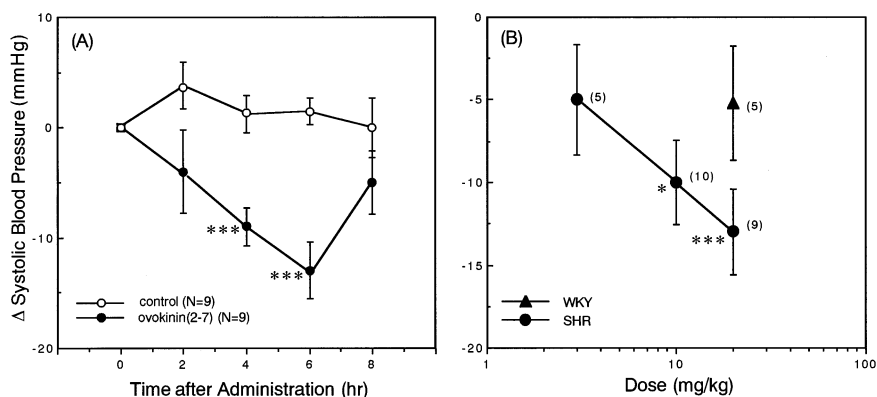 (A)
10
0
-10
-20
Δ Systolic Blood Pressure (mmHg)
***
***
control (N=9)
ovokinin(2-7) (N=9)
0 2 4 6 8
Time after Administration (hr)
(B)
-0
-5
-10
-15
-20
(5)
(5)
(10)
*
(9)
***
WKY
SHR
1 10 100
Dose (mg/kg)